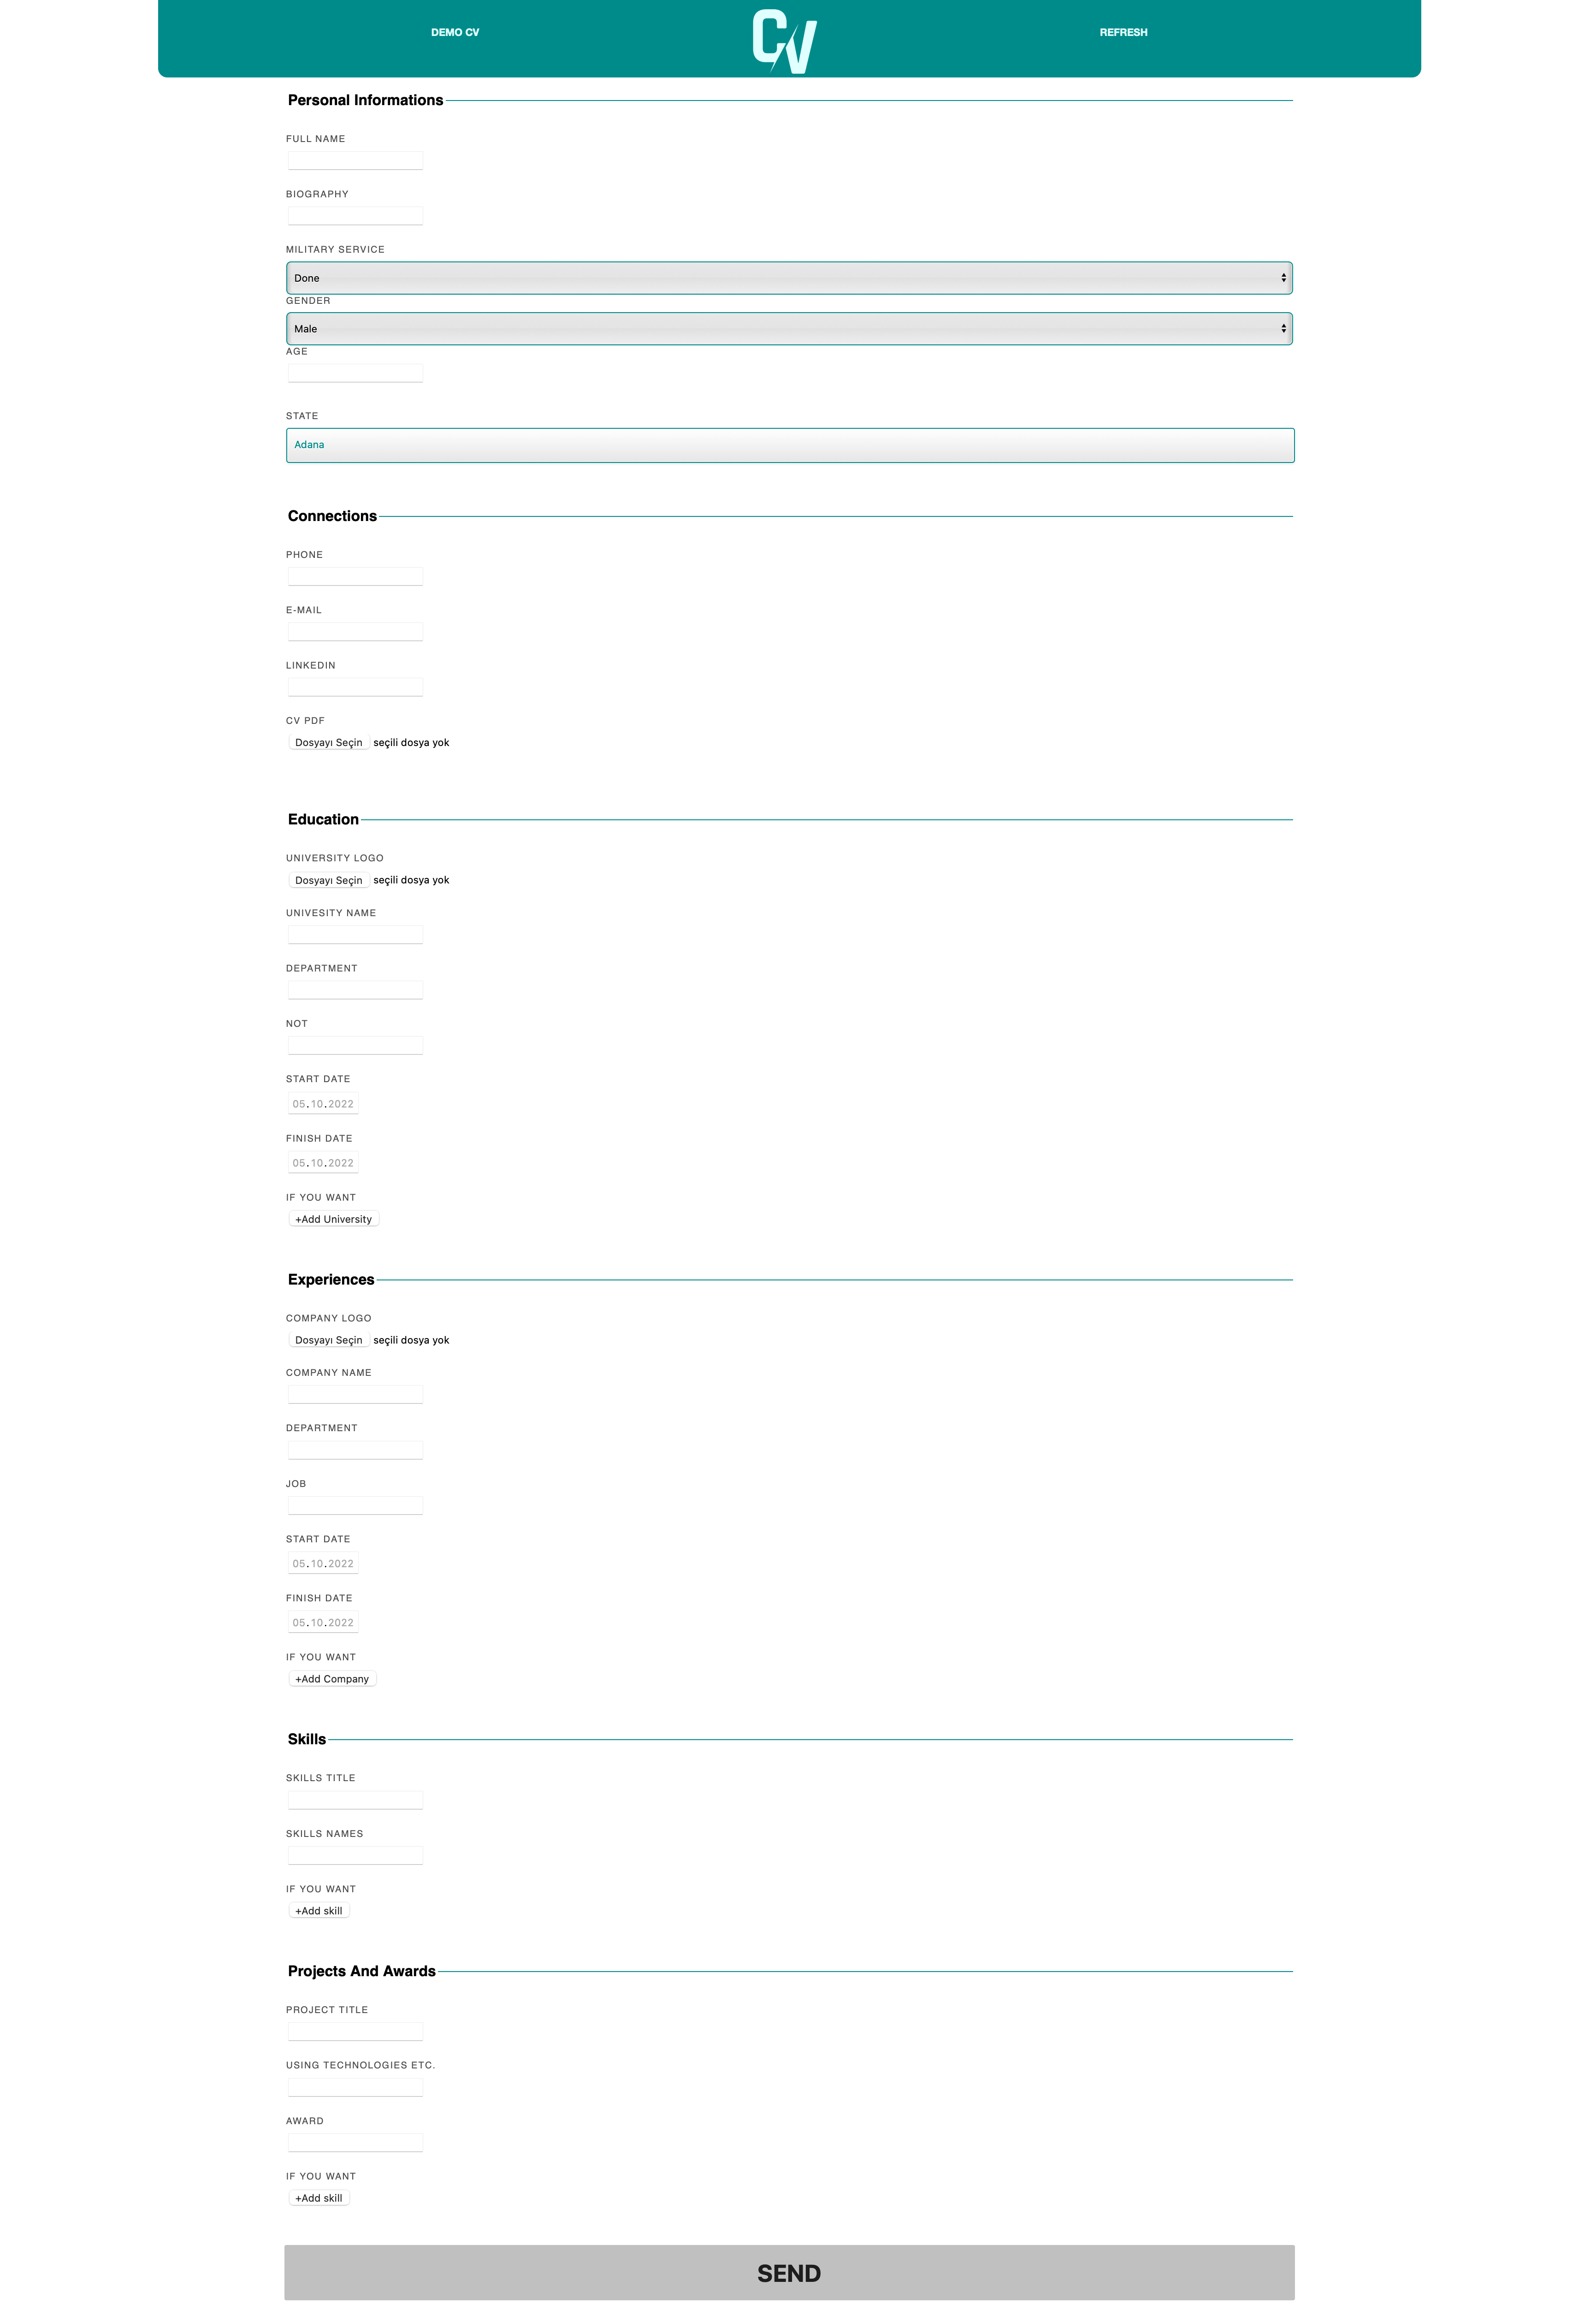 DEMO CV
CV
REFRESH
Personal Informations
FULL NAME
BIOGRAPHY
MILITARY SERVICE
Done
GENDER
Male
AGE
STATE
Adana
Connections
PHONE
E-MAIL
LINKEDIN
CV PDF
Dosyayı Seçin seçili dosya yok
Education
UNIVERSITY LOGO
Dosyayı Seçin seçili dosya yok
UNIVESITY NAME
DEPARTMENT
NOT
START DATE
05.10.2022
FINISH DATE
05.10.2022
IF YOU WANT
+Add University
Experiences
COMPANY LOGO
Dosyayı Seçin seçili dosya yok
COMPANY NAME
DEPARTMENT
JOB
START DATE
05.10.2022
FINISH DATE
05.10.2022
IF YOU WANT
+Add Company
Skills
SKILLS TITLE
SKILLS NAMES
IF YOU WANT
+Add skill
Projects And Awards
PROJECT TITLE
USING TECHNOLOGIES ETC.
AWARD
IF YOU WANT
+Add skill
SEND